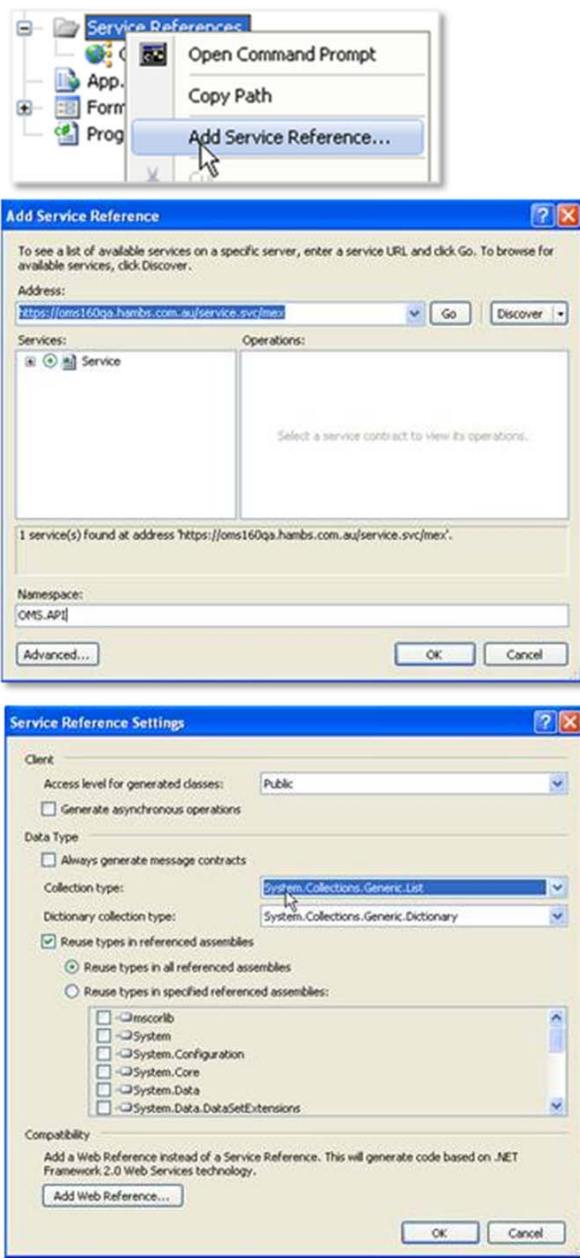 Service References
Open Command Prompt
App.
Copy Path
Form
Add Service Reference...
Prog
Add Service Reference
To see a list of available services on a specific server, enter a service URL and click Go. To browse for
available services, click Discover.
Address:
https://oms160qa.hambs.com.au/service.svc/mex
Go
Discover
Services:
Operations:
Service
Select a service contract to view its operations.
1 service(s) found at address 'https://oms160qa.hambs.com.au/service.svc/mex'.
Namespace:
OMS.API
Advanced...
OK
Cancel
Service Reference Settings
Client
Access level for generated classes:
Public
Generate asynchronous operations
Data Type
Always generate message contracts
Collection type:
System.Collections.Generic.List
Dictionary collection type:
System.Collections.Generic.Dictionary
Reuse types in referenced assemblies
Reuse types in all referenced assemblies
Reuse types in specified referenced assemblies:
mscorlib
System
System.Configuration
System.Core
System.Data
System.Data.DataSetExtensions
Compatibility
Add a Web Reference instead of a Service Reference. This will generate code based on .NET
Framework 2.0 Web Services technology.
Add Web Reference...
OK
Cancel